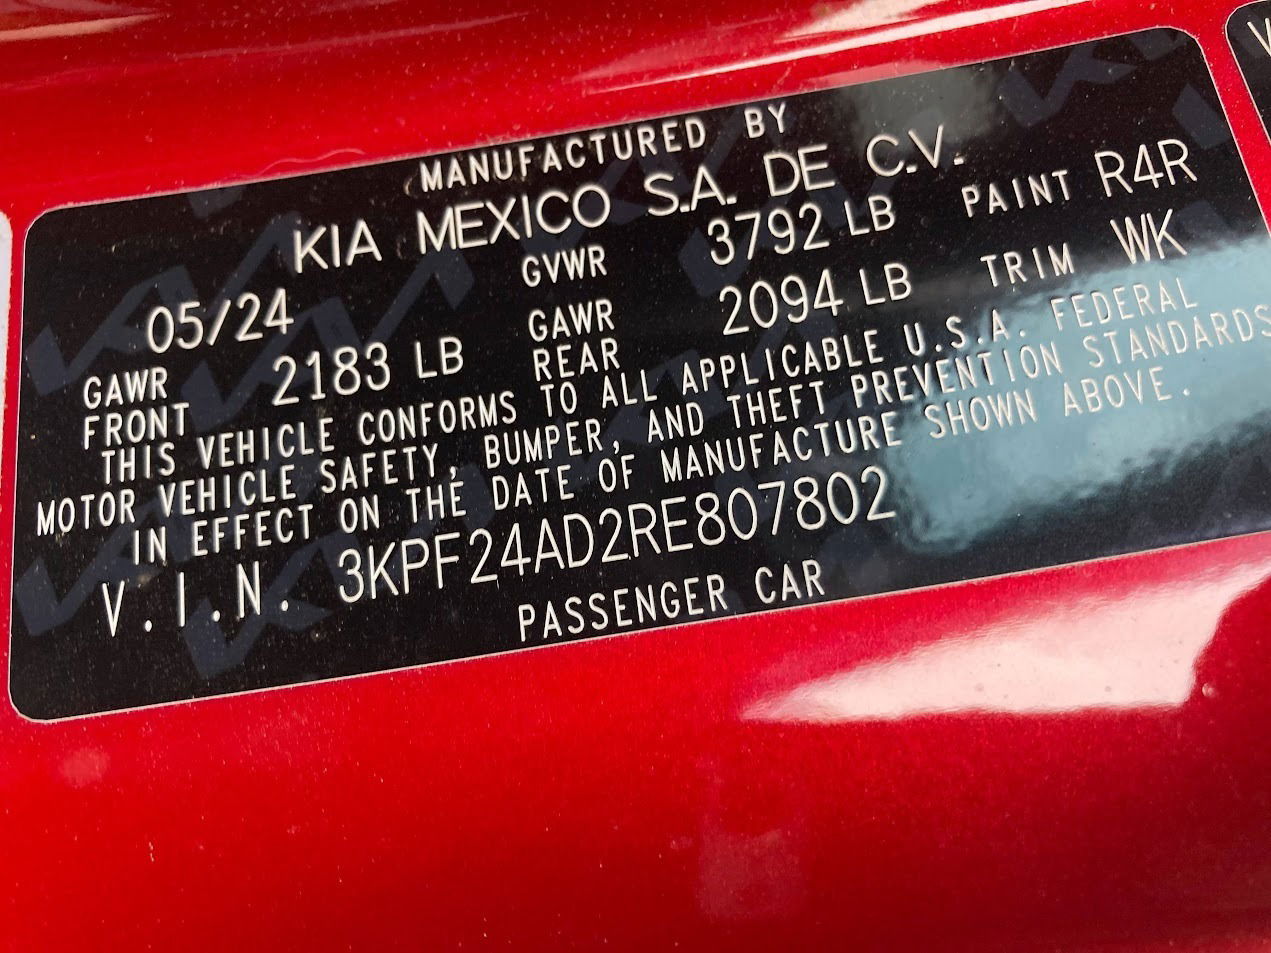 MANUFACTURED BY
KIA MEXICO S.A. DE C.V.
05/24 GVWR 3792 LB PAINT R4R
GAWR FRONT 2183 LB GAWR REAR 2094 LB TRIM WK
THIS VEHICLE CONFORMS TO ALL APPLICABLE U.S.A. FEDERAL
MOTOR VEHICLE SAFETY, BUMPER, AND THEFT PREVENTION STANDARDS
IN EFFECT ON THE DATE OF MANUFACTURE SHOWN ABOVE.
V.I.N. 3KPF24AD2RE807802
PASSENGER CAR